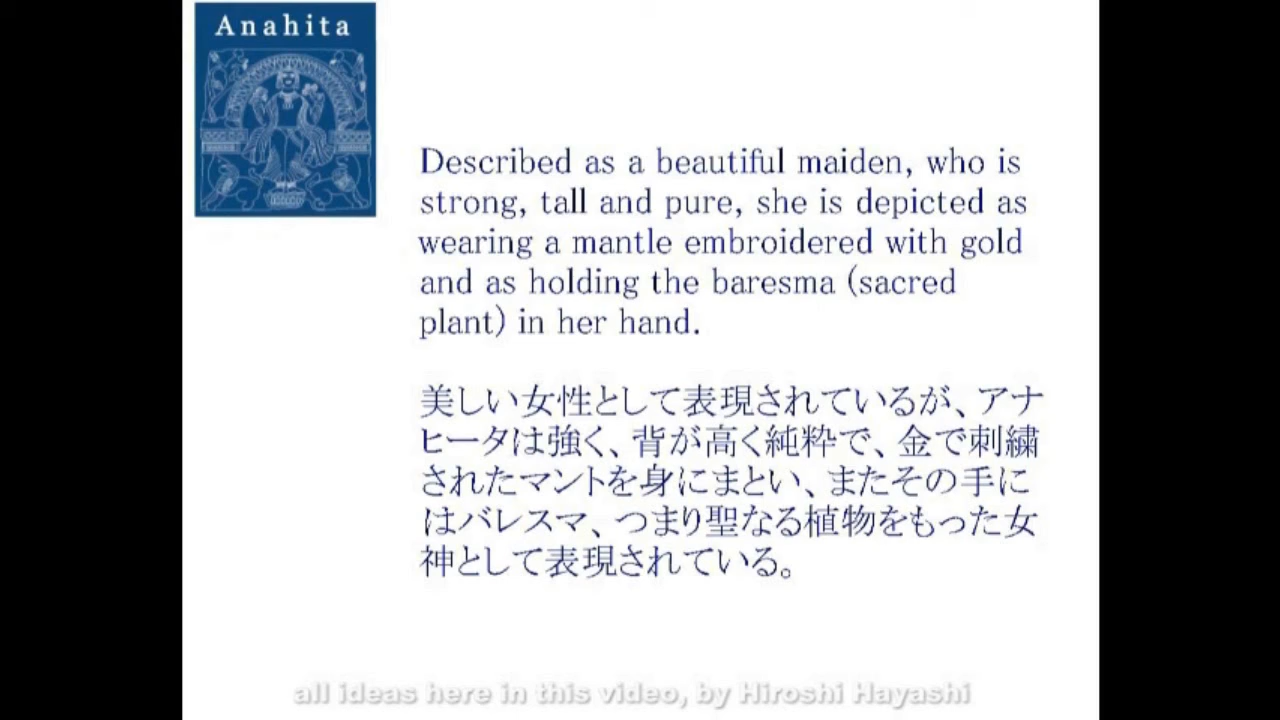 Anahita
Described as a beautiful maiden, who is
strong, tall and pure, she is depicted as
wearing a mantle embroidered with gold
and as holding the baresma (sacred
plant) in her hand.
美しい女性として表現されているが、アナ
ヒータは強く、背が高く純粋で、金で刺繍
されたマントを身にまとい、またその手に
はバレスマ、つまり聖なる植物をもった女
神として表現されている。
all ideas here in this video, by Hiroshi Hayashi